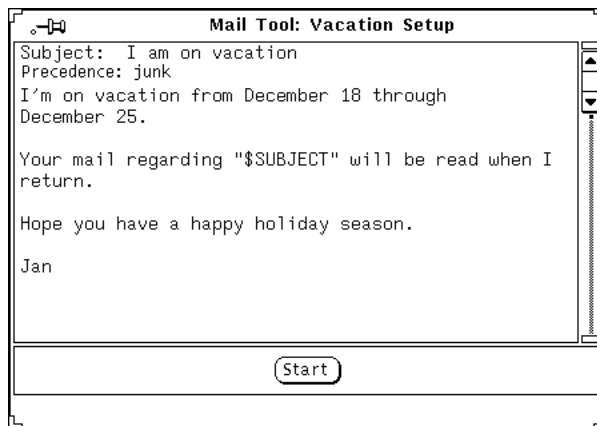 Mail Tool: Vacation Setup
Subject:  I am on vacation
Precedence: junk
I'm on vacation from December 18 through
December 25.
Your mail regarding "$SUBJECT" will be read when I
return.
Hope you have a happy holiday season.
Jan
Start